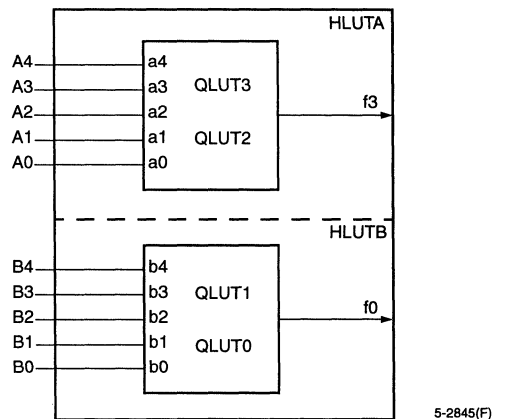 HLUTA
A4 a4
A3 a3 QLUT3
A2 a2 f3
A1 a1 QLUT2
A0 a0
HLUTB
B4 b4
B3 b3 QLUT1
B2 b2 f0
B1 b1 QLUT0
B0 b0
5-2845(F)